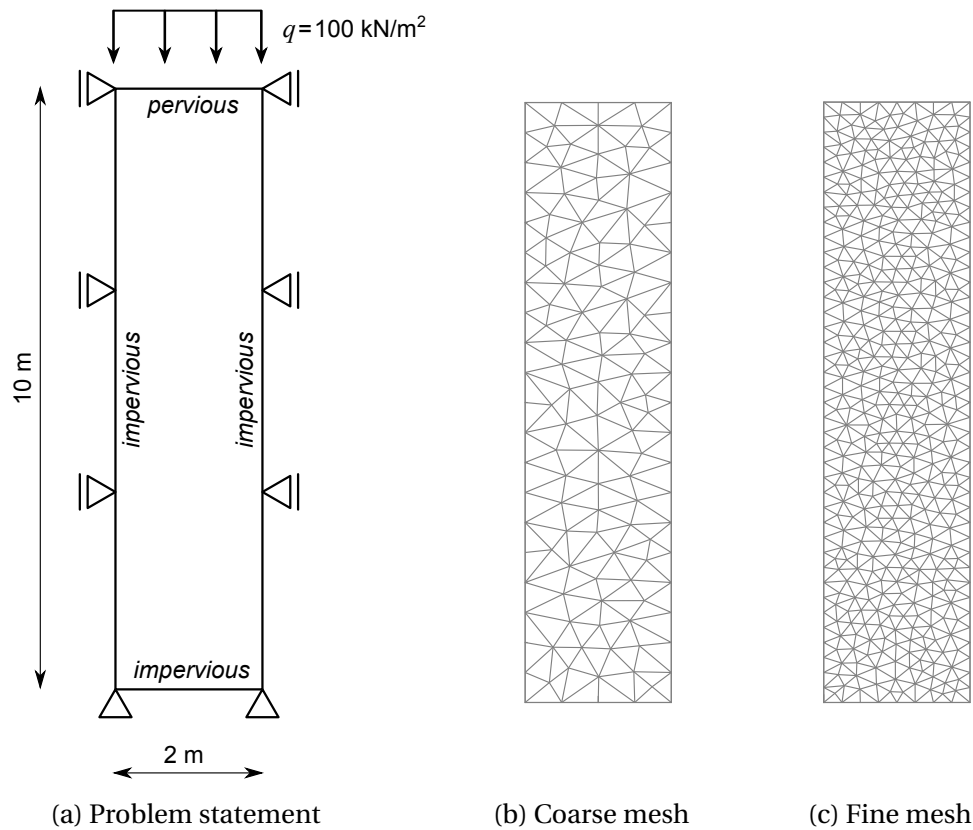 q=100 kN/m²
pervious
10 m
impervious
impervious
impervious
2 m
(a) Problem statement
(b) Coarse mesh
(c) Fine mesh